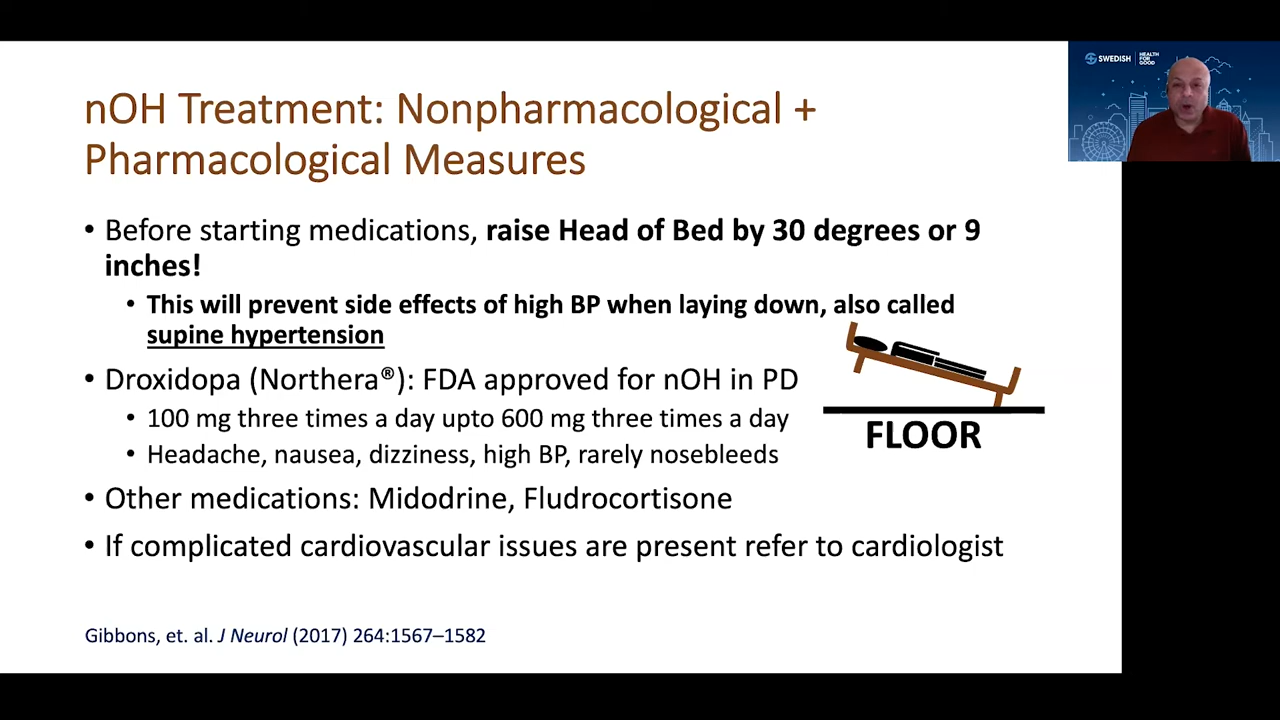 nOH Treatment: Nonpharmacological +
Pharmacological Measures
• Before starting medications, raise Head of Bed by 30 degrees or 9
inches!
• This will prevent side effects of high BP when laying down, also called
supine hypertension
• Droxidopa (Northera®): FDA approved for nOH in PD
• 100 mg three times a day upto 600 mg three times a day
• Headache, nausea, dizziness, high BP, rarely nosebleeds
• Other medications: Midodrine, Fludrocortisone
• If complicated cardiovascular issues are present refer to cardiologist
FLOOR
Gibbons, et. al. J Neurol (2017) 264:1567–1582
SWEDISH
HEALTH
FOR
GOOD